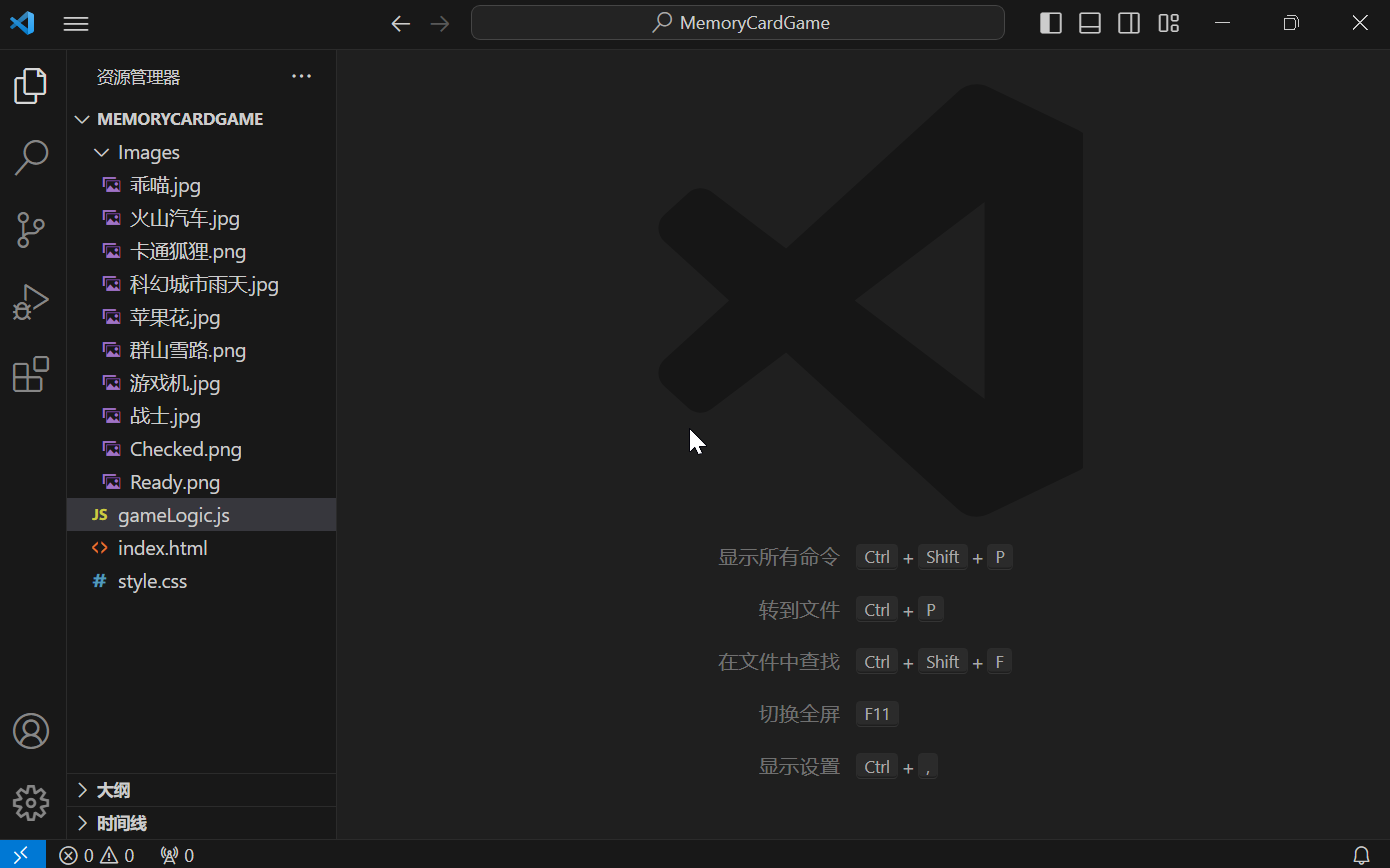 MemoryCardGame
资源管理器
MEMORYCARDGAME
Images
乖喵.jpg
火山汽车.jpg
卡通狐狸.png
科幻城市雨天.jpg
苹果花.jpg
群山雪路.png
游戏机.jpg
战士.jpg
Checked.png
Ready.png
JS gameLogic.js
<> index.html
# style.css
大纲
时间线
显示所有命令 Ctrl + Shift + P
转到文件 Ctrl + P
在文件中查找 Ctrl + Shift + F
切换全屏 F11
显示设置 Ctrl + ,
0 0 0